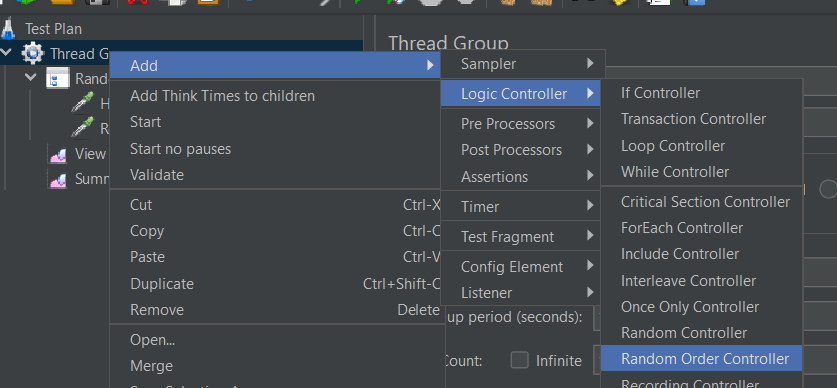 Test Plan
Thread G
Rand
H
R
View
Summ
Thread Group
Add
Add Think Times to children
Start
Start no pauses
Validate
Cut Ctrl-X
Copy Ctrl-C
Paste Ctrl-V
Duplicate Ctrl+Shift-C
Remove Delete
Open...
Merge
Sampler
Logic Controller
Pre Processors
Post Processors
Assertions
Timer
Test Fragment
Config Element
Listener
If Controller
Transaction Controller
Loop Controller
While Controller
Critical Section Controller
ForEach Controller
Include Controller
Interleave Controller
Once Only Controller
Random Controller
Random Order Controller
Recording Controller
up period (seconds):
Count: Infinite